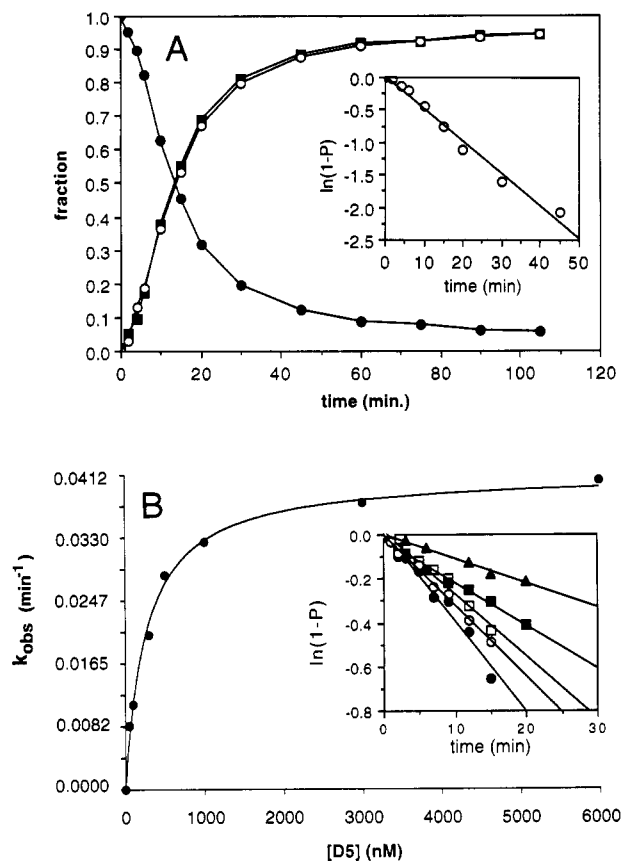 A
1.0
0.9
0.8
0.7
0.6
0.5
0.4
0.3
0.2
0.1
0.0
fraction
0 20 40 60 80 100 120
time (min.)
0.0
-0.5
-1.0
-1.5
-2.0
-2.5
ln(1-P)
0 10 20 30 40 50
time (min)
B
0.0412
0.0330
0.0247
0.0165
0.0082
0.0000
kobs (min-1)
0 1000 2000 3000 4000 5000 6000
[D5] (nM)
0.0
-0.2
-0.4
-0.6
-0.8
ln(1-P)
0 10 20 30
time (min)